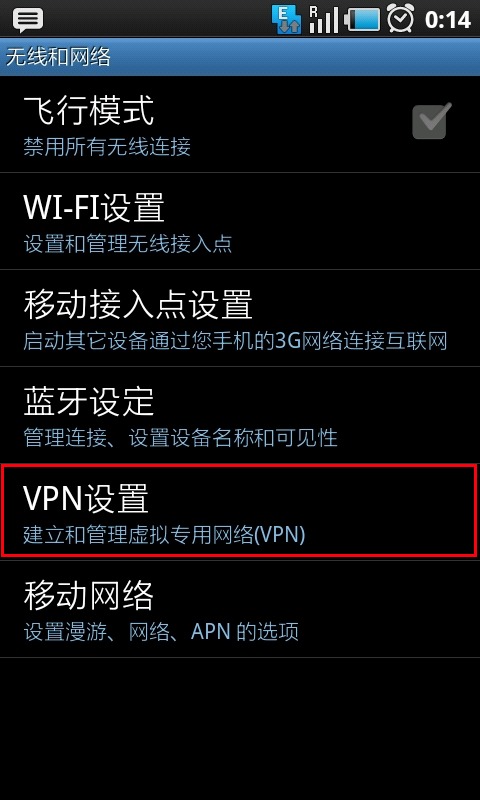 E R 0:14
无线和网络
飞行模式
禁用所有无线连接
WI-FI设置
设置和管理无线接入点
移动接入点设置
启动其它设备通过您手机的3G网络连接互联网
蓝牙设定
管理连接、设置设备名称和可见性
VPN设置
建立和管理虚拟专用网络(VPN)
移动网络
设置漫游、网络、APN 的选项